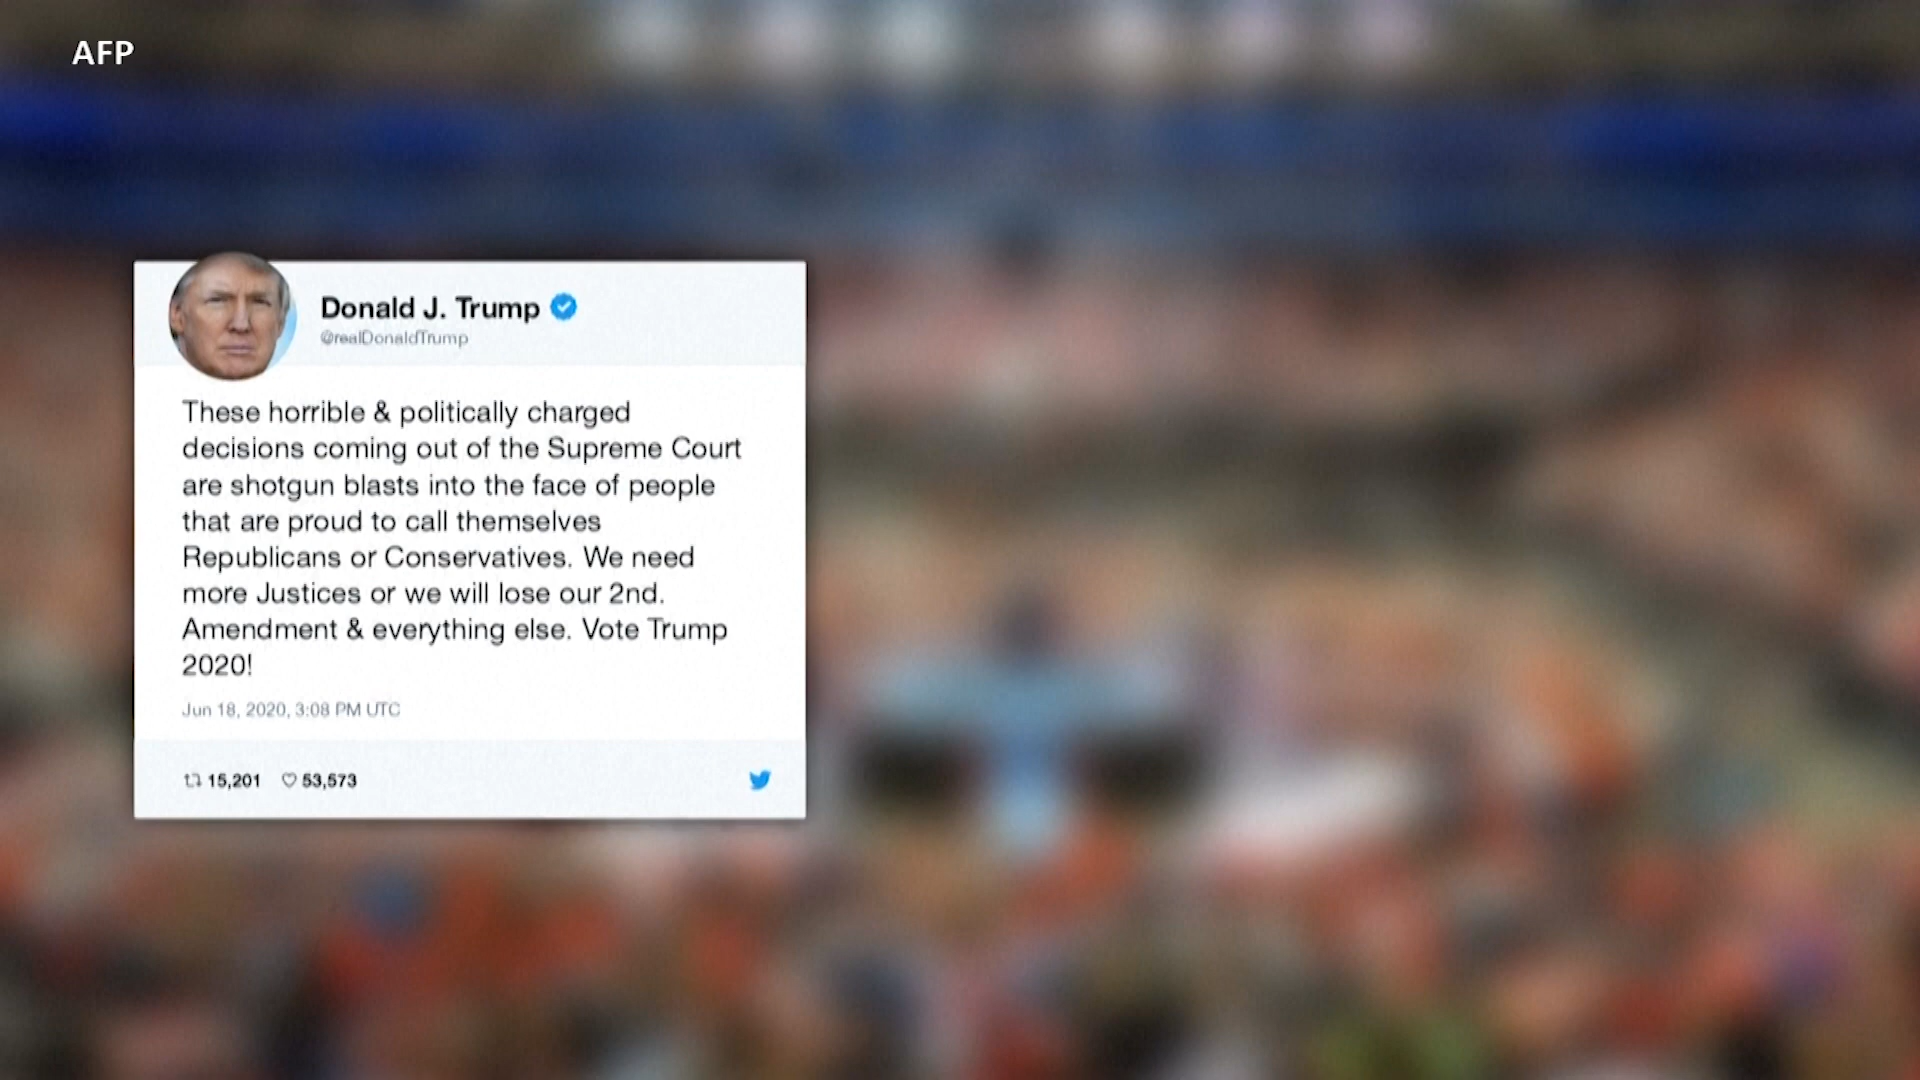 AFP
Donald J. Trump
@realDonaldTrump
These horrible & politically charged
decisions coming out of the Supreme Court
are shotgun blasts into the face of people
that are proud to call themselves
Republicans or Conservatives. We need
more Justices or we will lose our 2nd.
Amendment & everything else. Vote Trump
2020!
Jun 18, 2020, 3:08 PM UTC
15,201 53,573